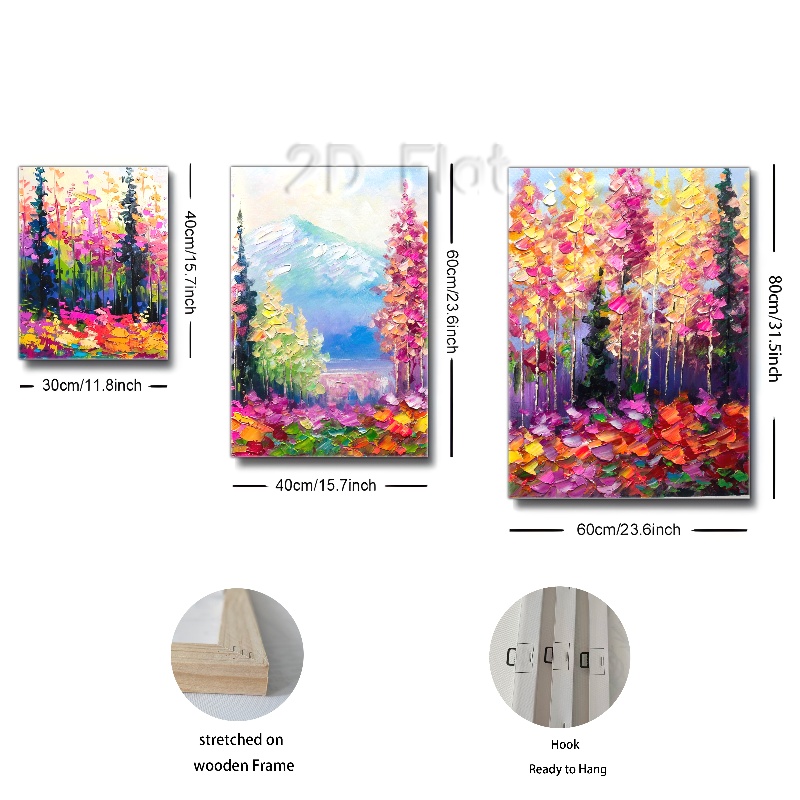 2D Flat
40cm/15.7inch
30cm/11.8inch
60cm/23.6inch
40cm/15.7inch
80cm/31.5inch
60cm/23.6inch
stretched on
wooden Frame
Hook
Ready to Hang